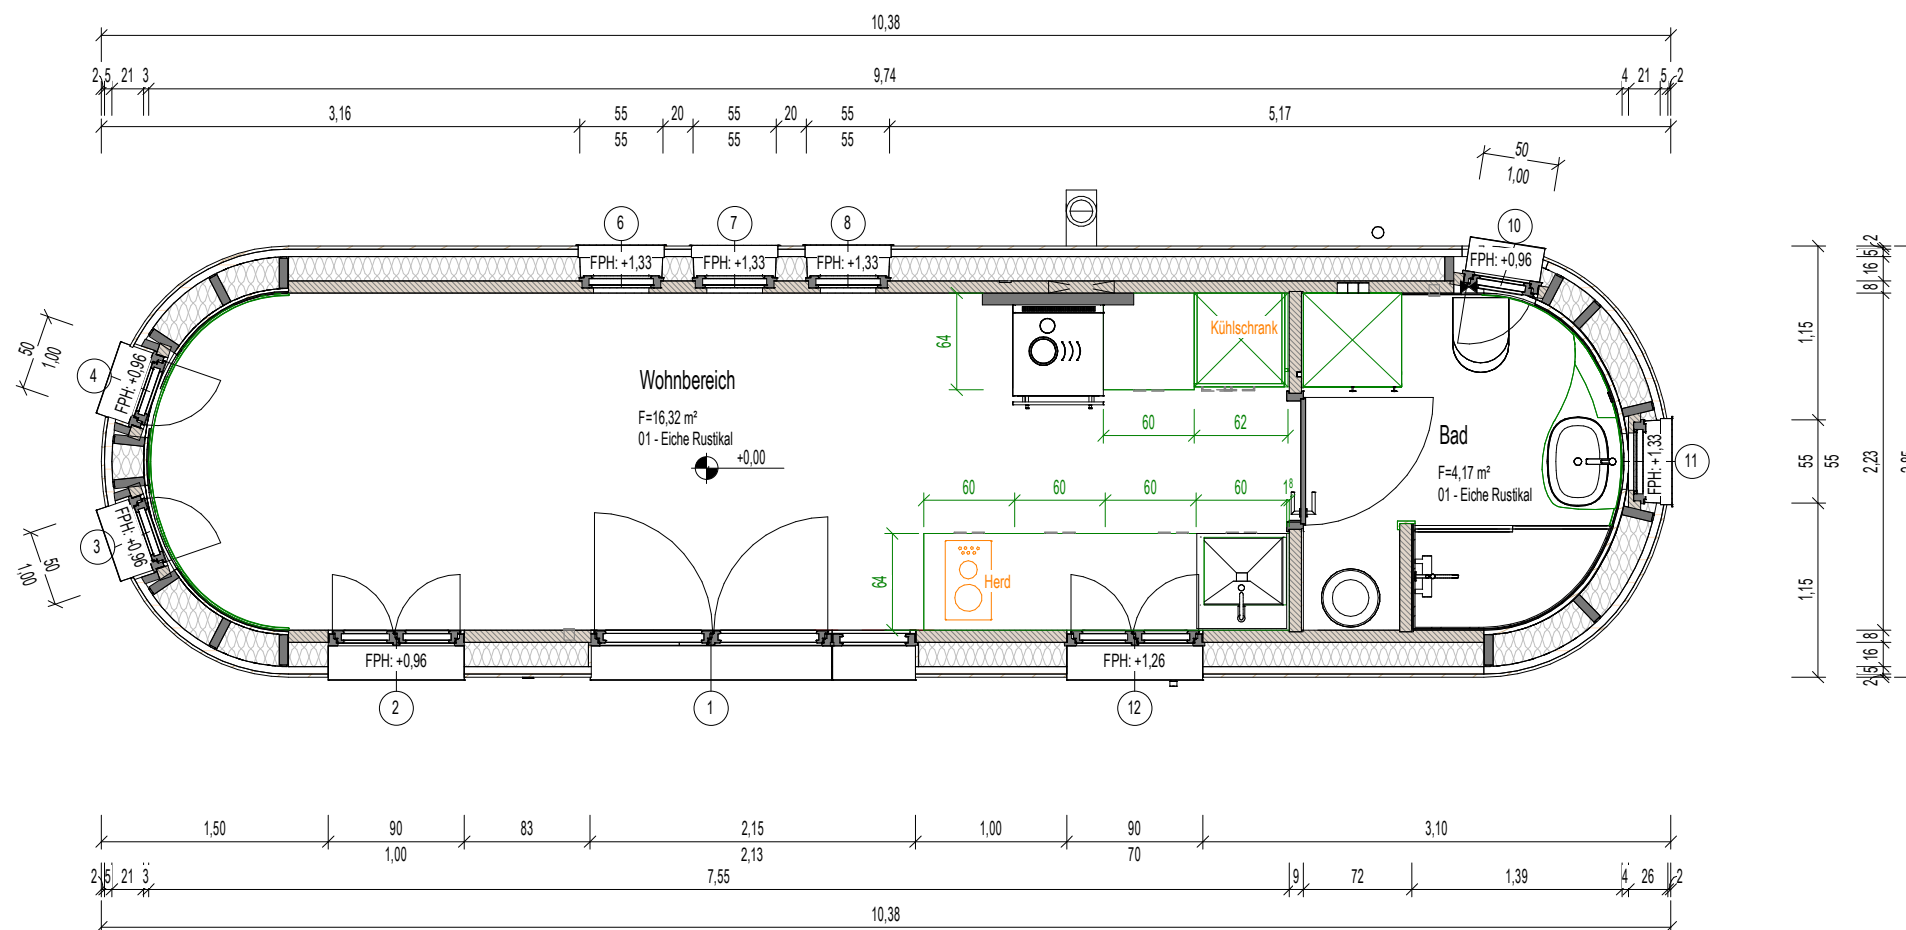 10,38
2 5 21 3 9,74 4 21 5 2
3,16 55 20 55 20 55 5,17
55 55 55
50
1,00
6 7 8 10
FPH: +1,33 FPH: +1,33 FPH: +1,33 FPH: +0,96
2
5
16
8
50
1,00
4
FPH: +0,96
Kühlschrank
64
1,15
Wohnbereich
F=16,32 m²
01 - Eiche Rustikal
+0,00
60 62
Bad
F=4,17 m²
01 - Eiche Rustikal
FPH: +1,33
11
55
55
2,23
60 60 60 60 1⁸
3
FPH: +0,96
50
1,00
64
Herd
1,15
8
16
5
2
FPH: +0,96 FPH: +1,26
2 1 12
1,50 90 83 2,15 1,00 90 3,10
1,00 2,13 70
2 5 21 3 7,55 9 72 1,39 4 26 2
10,38